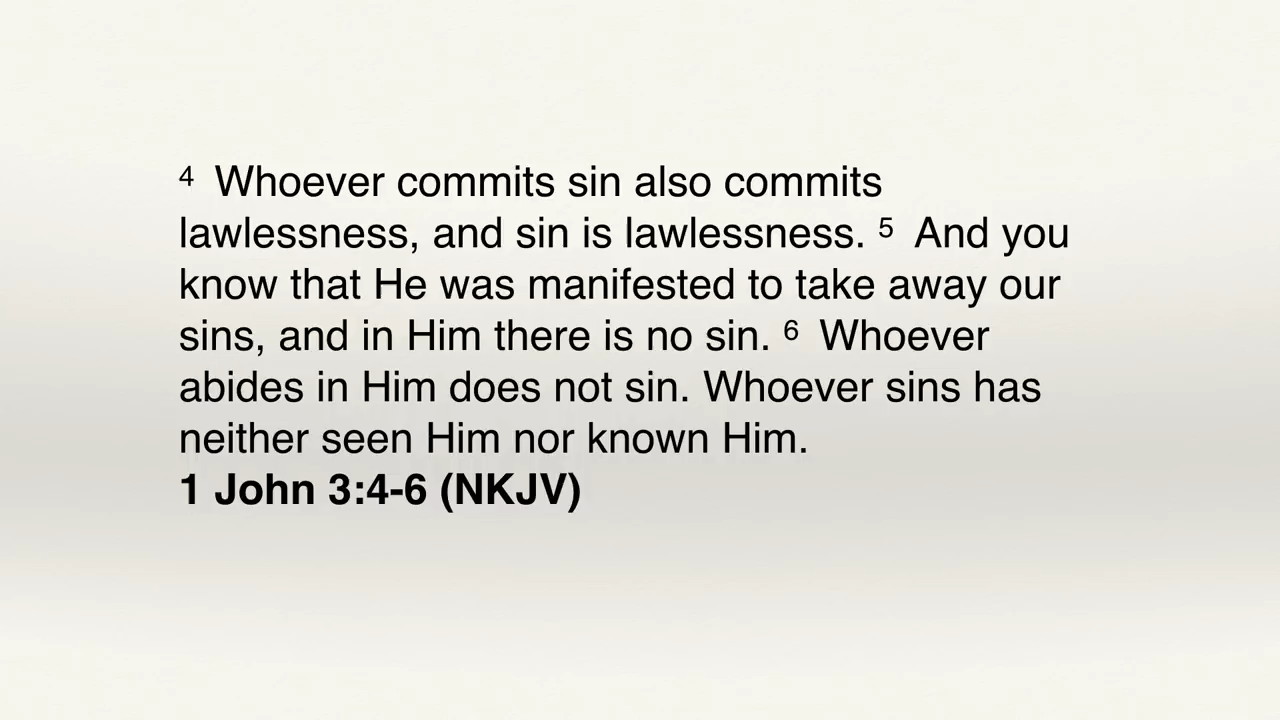 4 Whoever commits sin also commits
lawlessness, and sin is lawlessness. 5 And you
know that He was manifested to take away our
sins, and in Him there is no sin. 6 Whoever
abides in Him does not sin. Whoever sins has
neither seen Him nor known Him.
1 John 3:4-6 (NKJV)